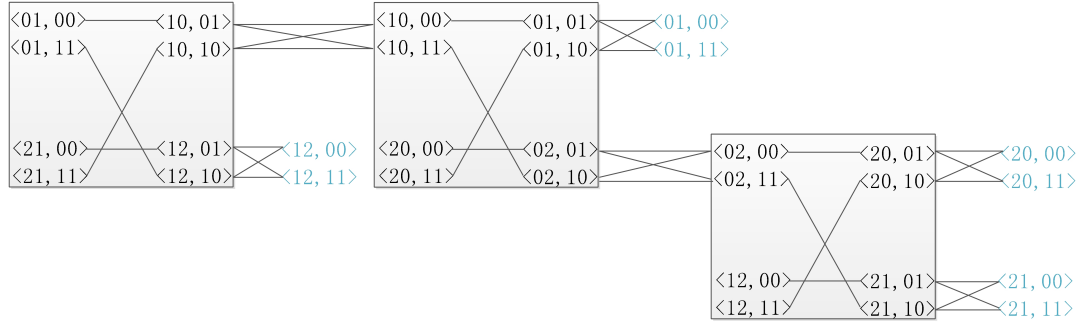 <01,00> <10,01> <10,00> <01,01> <01,00>
<01,11> <10,10> <10,11> <01,10> <01,11>
<21,00> <12,01> <12,00> <20,00> <02,01> <02,00> <20,01> <20,00>
<21,11> <12,10> <12,11> <20,11> <02,10> <02,11> <20,10> <20,11>
<12,00> <21,01> <21,00>
<12,11> <21,10> <21,11>